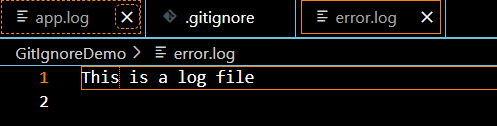 app.log .gitignore error.log
GitIgnoreDemo > error.log
1 This is a log file
2